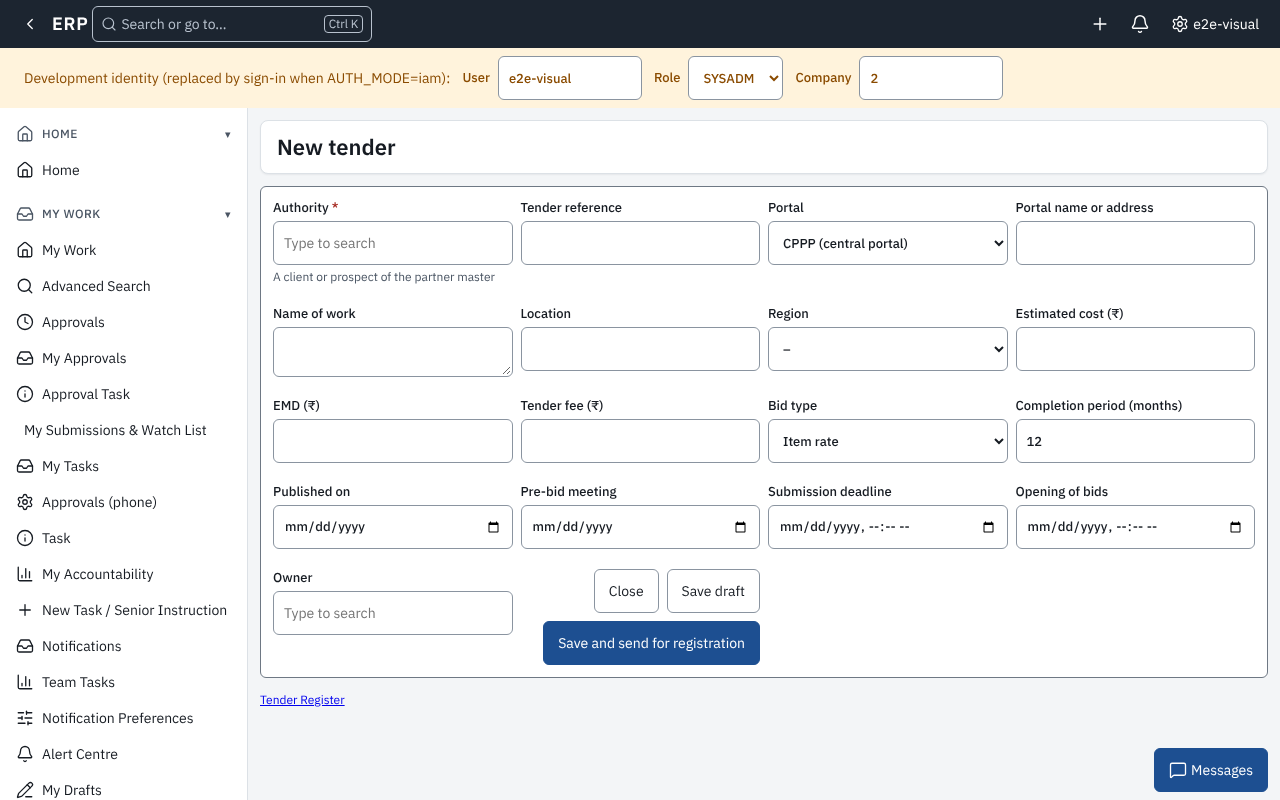 ERP
Search or go to...
Ctrl K
e2e-visual
Development identity (replaced by sign-in when AUTH_MODE=iam):
User
e2e-visual
Role
SYSADM
Company
2
HOME
Home
MY WORK
My Work
Advanced Search
Approvals
My Approvals
Approval Task
My Submissions & Watch List
My Tasks
Approvals (phone)
Task
My Accountability
New Task / Senior Instruction
Notifications
Team Tasks
Notification Preferences
Alert Centre
My Drafts
New tender
Authority *
Tender reference
Portal
Portal name or address
Type to search
CPPP (central portal)
A client or prospect of the partner master
Name of work
Location
Region
Estimated cost (₹)
–
EMD (₹)
Tender fee (₹)
Bid type
Completion period (months)
Item rate
12
Published on
Pre-bid meeting
Submission deadline
Opening of bids
mm/dd/yyyy
mm/dd/yyyy
mm/dd/yyyy, --:-- --
mm/dd/yyyy, --:-- --
Owner
Type to search
Close
Save draft
Save and send for registration
Tender Register
Messages